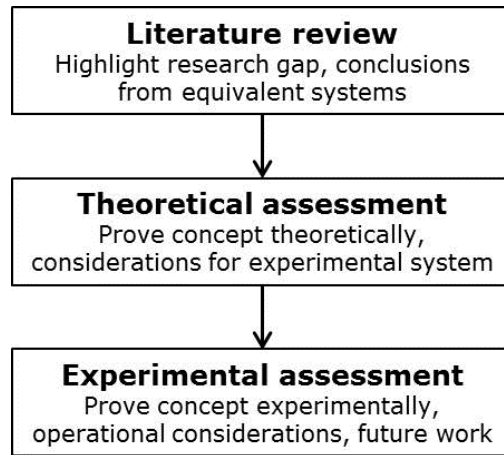 Literature review
Highlight research gap, conclusions
from equivalent systems
Theoretical assessment
Prove concept theoretically,
considerations for experimental system
Experimental assessment
Prove concept experimentally,
operational considerations, future work